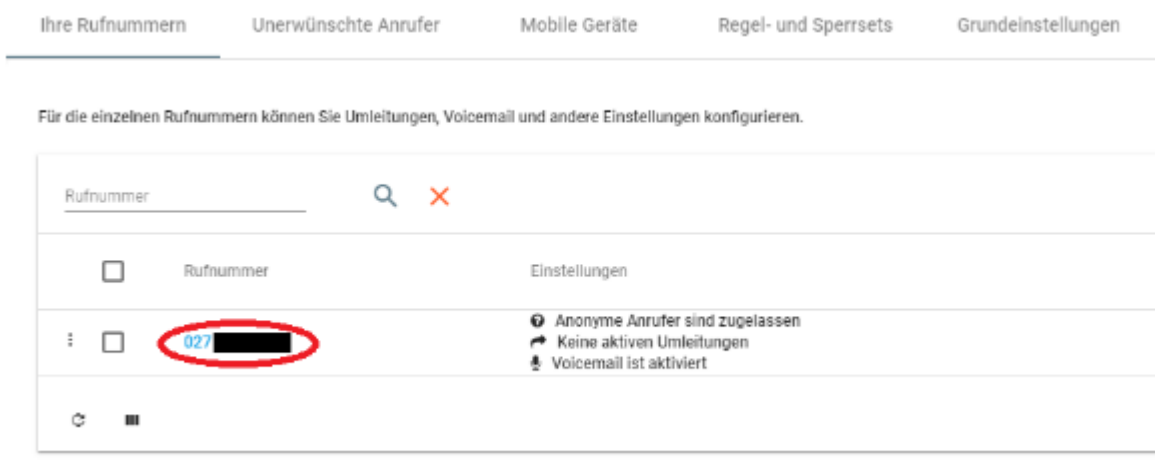 Ihre Rufnummern Unerwünschte Anrufer Mobile Geräte Regel- und Sperrsets Grundeinstellungen
Für die einzelnen Rufnummern können Sie Umleitungen, Voicemail und andere Einstellungen konfigurieren.
Rufnummer
Rufnummer Einstellungen
Anonyme Anrufer sind zugelassen
027 Keine aktiven Umleitungen
Voicemail ist aktiviert